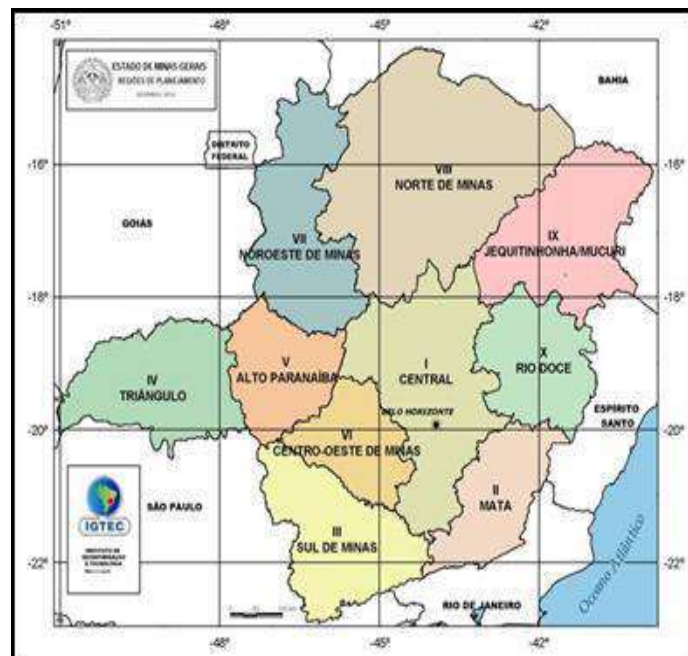 -51°
-48°
-45°
-42°
ESTADO DE MINAS GERAIS
REGIÕES DE PLANEJAMENTO
BAHIA
DISTRITO
FEDERAL
-16°
-16°
VIII
NORTE DE MINAS
GOIÁS
VII
NOROESTE DE MINAS
IX
JEQUITINHONHA/MUCURI
-18°
-18°
IV
TRIÂNGULO
V
ALTO PARANAÍBA
I
CENTRAL
X
RIO DOCE
BELO HORIZONTE
ESPÍRITO
SANTO
-20°
-20°
VI
CENTRO-OESTE DE MINAS
IGTEC
SÃO PAULO
II
MATA
III
SUL DE MINAS
-22°
-22°
Oceano Atlântico
RIO DE JANEIRO
-48°
-45°
-42°